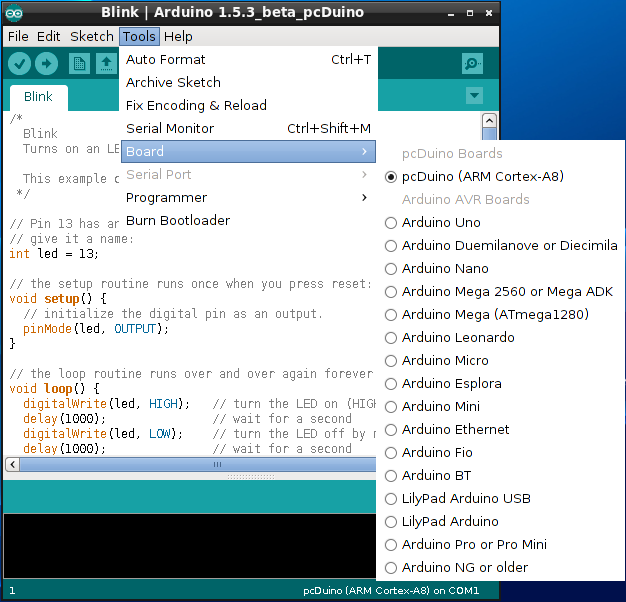 Blink | Arduino 1.5.3_beta_pcDuino
File Edit Sketch Tools Help
Auto Format Ctrl+T
Archive Sketch
Fix Encoding & Reload
Serial Monitor Ctrl+Shift+M
Board
Serial Port
Programmer
Burn Bootloader
pcDuino Boards
pcDuino (ARM Cortex-A8)
Arduino AVR Boards
Arduino Uno
Arduino Duemilanove or Diecimila
Arduino Nano
Arduino Mega 2560 or Mega ADK
Arduino Mega (ATmega1280)
Arduino Leonardo
Arduino Micro
Arduino Esplora
Arduino Mini
Arduino Ethernet
Arduino Fio
Arduino BT
LilyPad Arduino USB
LilyPad Arduino
Arduino Pro or Pro Mini
Arduino NG or older
Blink
/*
Blink
Turns on an LE
This example c
*/
// Pin 13 has an
// give it a name:
int led = 13;
// the setup routine runs once when you press reset:
void setup() {
// initialize the digital pin as an output.
pinMode(led, OUTPUT);
}
// the loop routine runs over and over again forever
void loop() {
digitalWrite(led, HIGH); // turn the LED on (HIGH
delay(1000); // wait for a second
digitalWrite(led, LOW); // turn the LED off by m
delay(1000); // wait for a second
1 pcDuino (ARM Cortex-A8) on COM1